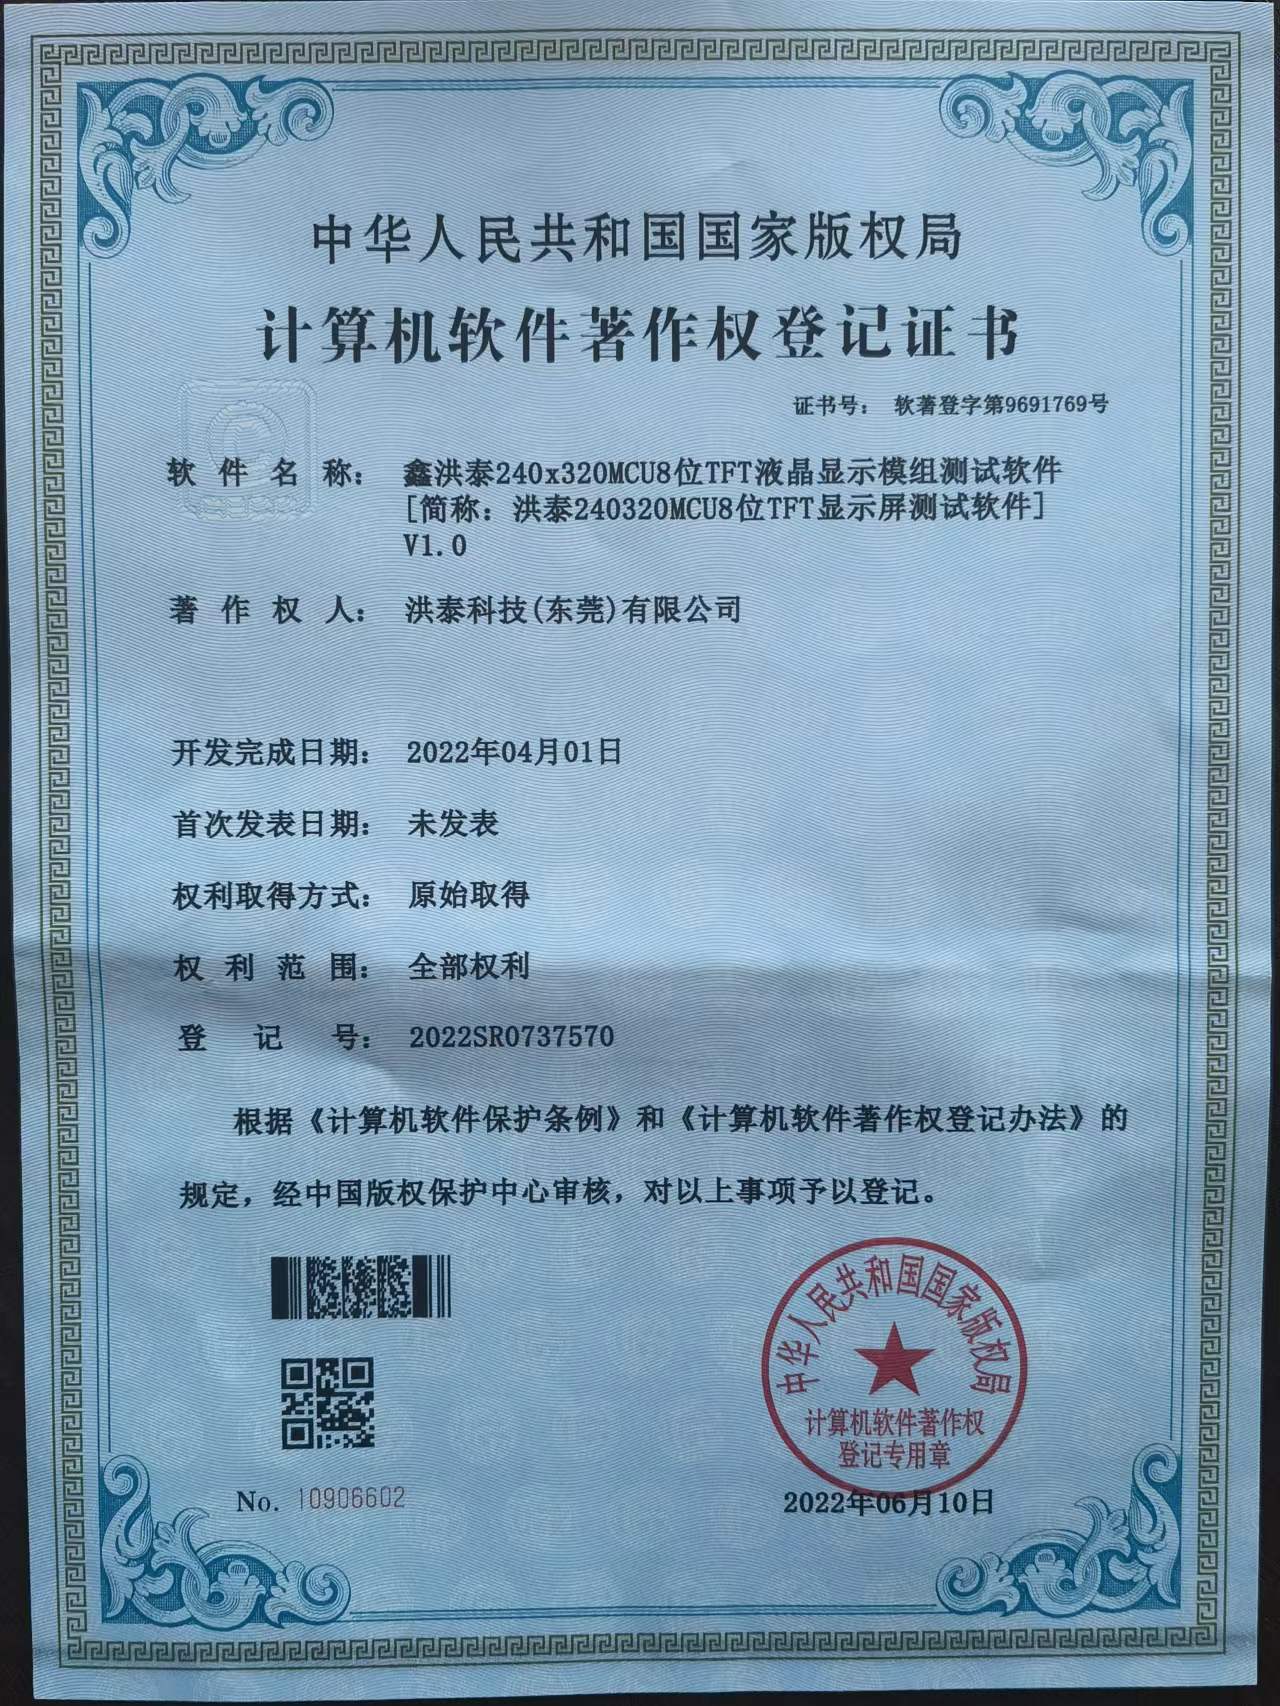 中华人民共和国国家版权局
计算机软件著作权登记证书
证书号： 软著登字第9691769号
软件名称： 鑫洪泰240x320MCU8位TFT液晶显示模组测试软件
[简称：洪泰240320MCU8位TFT显示屏测试软件]
V1.0
著作权人： 洪泰科技(东莞)有限公司
开发完成日期： 2022年04月01日
首次发表日期： 未发表
权利取得方式： 原始取得
权利范围： 全部权利
登记号： 2022SR0737570
根据《计算机软件保护条例》和《计算机软件著作权登记办法》的
规定，经中国版权保护中心审核，对以上事项予以登记。
中华人民共和国国家版权局
计算机软件著作权
登记专用章
No. 10906602
2022年06月10日